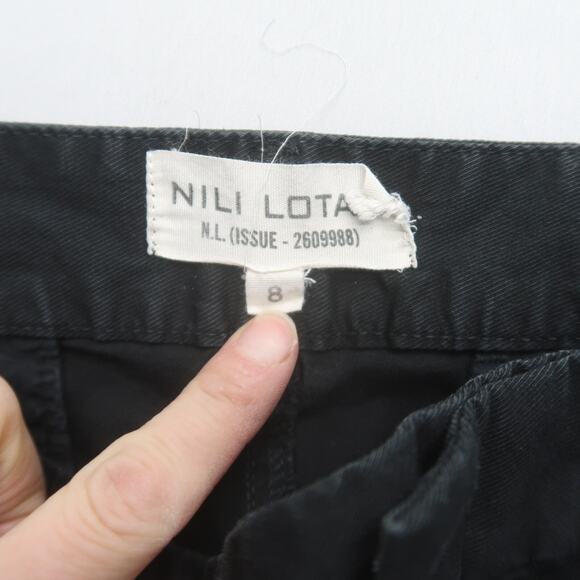 NILI LOTA
N.L. (ISSUE - 2609988)
8